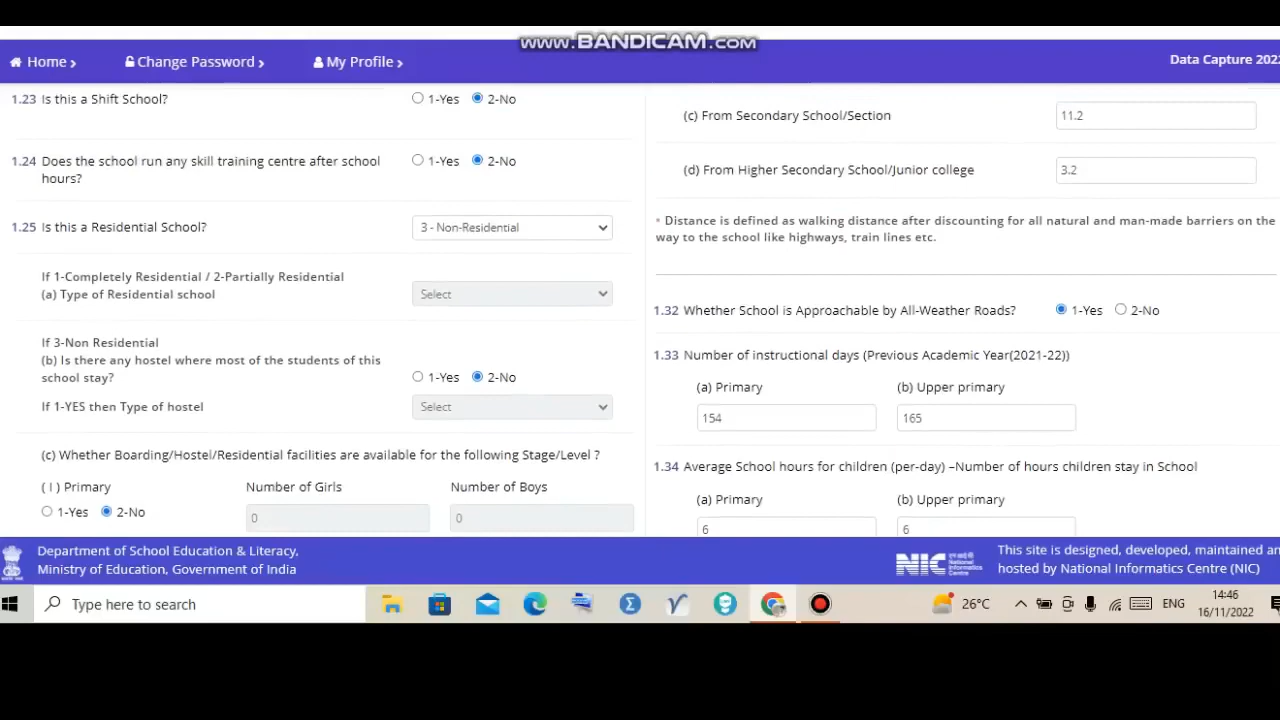 www.BANDICAM.com
Home
Change Password
My Profile
Data Capture 202
1.23 Is this a Shift School?
1-Yes 2-No
1.24 Does the school run any skill training centre after school
hours?
1-Yes 2-No
1.25 Is this a Residential School?
3 - Non-Residential
If 1-Completely Residential / 2-Partially Residential
(a) Type of Residential school
Select
If 3-Non Residential
(b) Is there any hostel where most of the students of this
school stay?
1-Yes 2-No
If 1-YES then Type of hostel
Select
(c) Whether Boarding/Hostel/Residential facilities are available for the following Stage/Level ?
( I ) Primary Number of Girls Number of Boys
1-Yes 2-No 0 0
(c) From Secondary School/Section
11.2
(d) From Higher Secondary School/Junior college
3.2
* Distance is defined as walking distance after discounting for all natural and man-made barriers on the
way to the school like highways, train lines etc.
1.32 Whether School is Approachable by All-Weather Roads? 1-Yes 2-No
1.33 Number of instructional days (Previous Academic Year(2021-22))
(a) Primary (b) Upper primary
154 165
1.34 Average School hours for children (per-day) –Number of hours children stay in School
(a) Primary (b) Upper primary
6 6
Department of School Education & Literacy,
Ministry of Education, Government of India
NIC
National
Informatics
Centre
This site is designed, developed, maintained an
hosted by National Informatics Centre (NIC)
Type here to search
26°C
ENG
14:46
16/11/2022